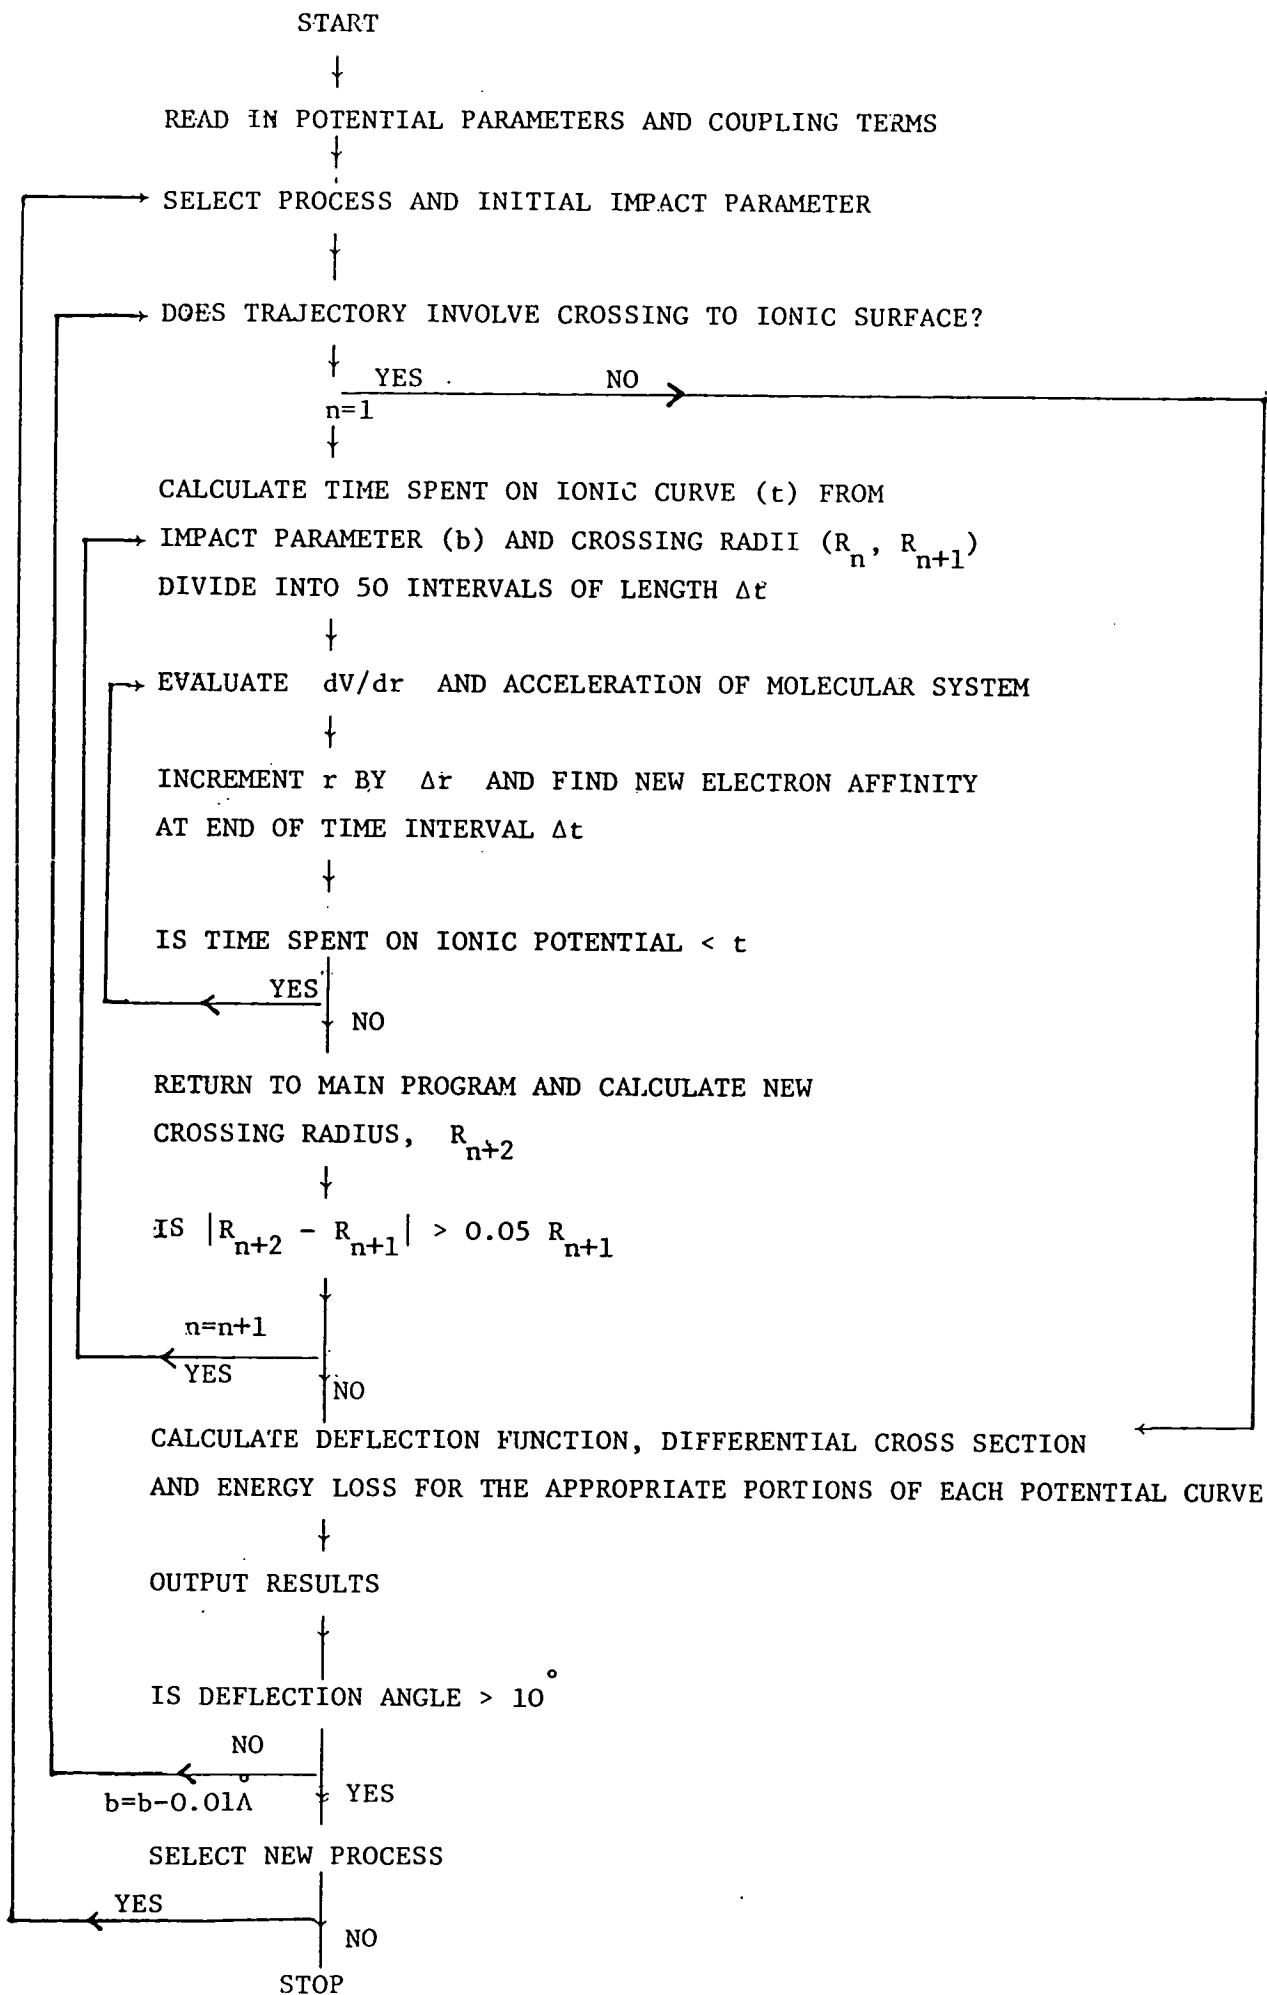 START
READ IN POTENTIAL PARAMETERS AND COUPLING TERMS
SELECT PROCESS AND INITIAL IMPACT PARAMETER
DOES TRAJECTORY INVOLVE CROSSING TO IONIC SURFACE?
YES NO
n=1
CALCULATE TIME SPENT ON IONIC CURVE (t) FROM
IMPACT PARAMETER (b) AND CROSSING RADII (R_n, R_n+1)
DIVIDE INTO 50 INTERVALS OF LENGTH Δt
EVALUATE dV/dr AND ACCELERATION OF MOLECULAR SYSTEM
INCREMENT r BY Δr AND FIND NEW ELECTRON AFFINITY
AT END OF TIME INTERVAL Δt
IS TIME SPENT ON IONIC POTENTIAL < t
YES
NO
RETURN TO MAIN PROGRAM AND CALCULATE NEW
CROSSING RADIUS, R_n+2
IS |R_n+2 - R_n+1| > 0.05 R_n+1
n=n+1
YES
NO
CALCULATE DEFLECTION FUNCTION, DIFFERENTIAL CROSS SECTION
AND ENERGY LOSS FOR THE APPROPRIATE PORTIONS OF EACH POTENTIAL CURVE
OUTPUT RESULTS
IS DEFLECTION ANGLE > 10°
NO
b=b-0.01Å
YES
SELECT NEW PROCESS
YES
NO
STOP